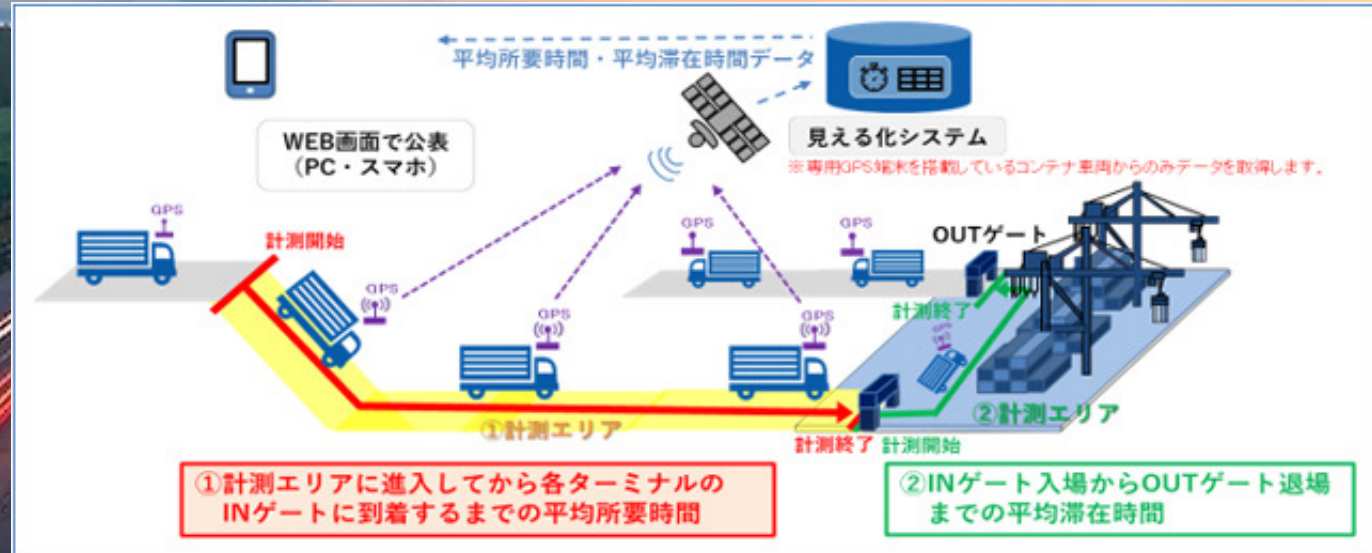 平均所要時間・平均滞在時間データ
WEB画面で公表
（PC・スマホ）
見える化システム
※専用GPS端末を搭載しているコンテナ車両からのみデータを取得します。
GPS
計測開始
GPS
GPS
GPS
GPS
GPS
OUTゲート
計測終了
GPS
①計測エリア
②計測エリア
計測終了
計測開始
①計測エリアに進入してから各ターミナルの
INゲートに到着するまでの平均所要時間
②INゲート入場からOUTゲート退場
までの平均滞在時間